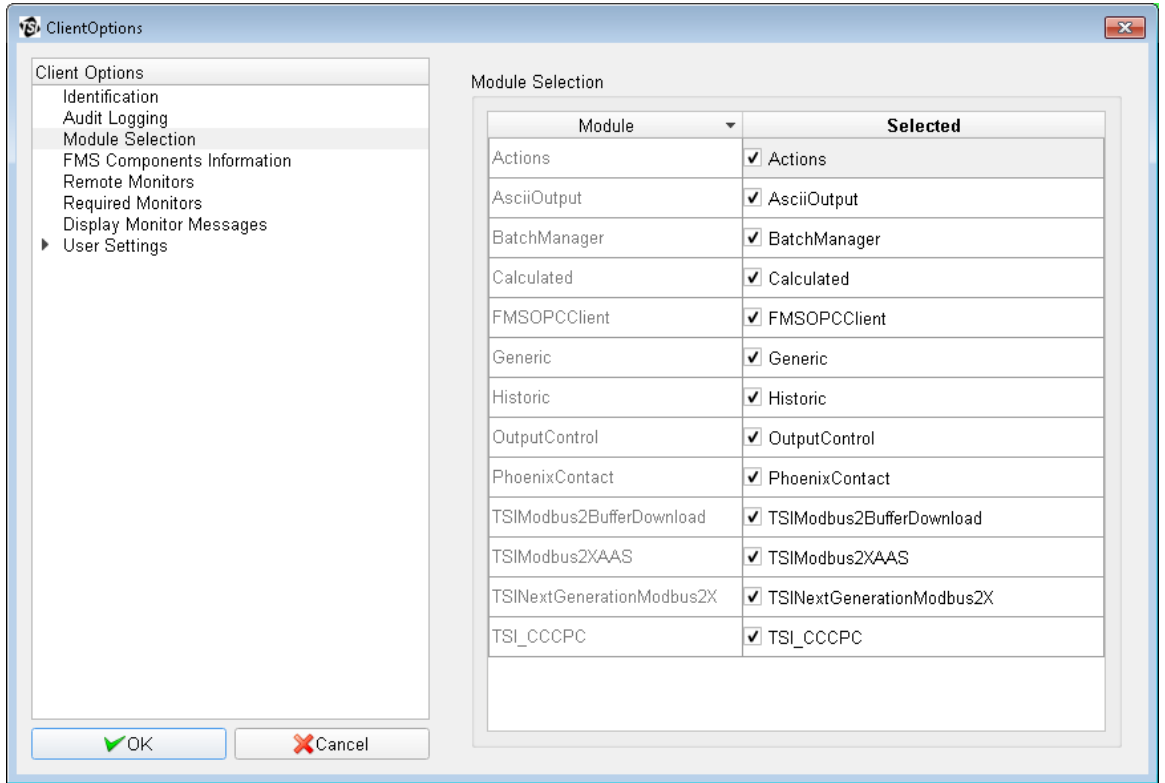 TSI ClientOptions
Client Options
Identification
Audit Logging
Module Selection
FMS Components Information
Remote Monitors
Required Monitors
Display Monitor Messages
User Settings
OK
Cancel
Module Selection
Module Selected
Actions Actions
AsciiOutput AsciiOutput
BatchManager BatchManager
Calculated Calculated
FMSOPCClient FMSOPCClient
Generic Generic
Historic Historic
OutputControl OutputControl
PhoenixContact PhoenixContact
TSIModbus2BufferDownload TSIModbus2BufferDownload
TSIModbus2XAAS TSIModbus2XAAS
TSINextGenerationModbus2X TSINextGenerationModbus2X
TSI_CCCPC TSI_CCCPC